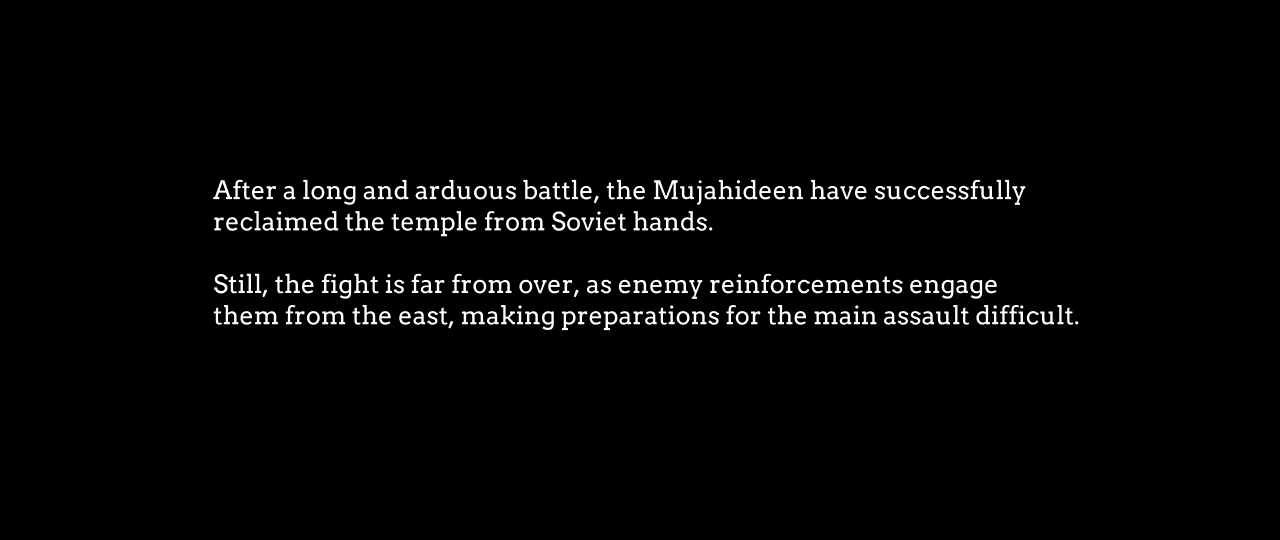 After a long and arduous battle, the Mujahideen have successfully
reclaimed the temple from Soviet hands.
Still, the fight is far from over, as enemy reinforcements engage
them from the east, making preparations for the main assault difficult.